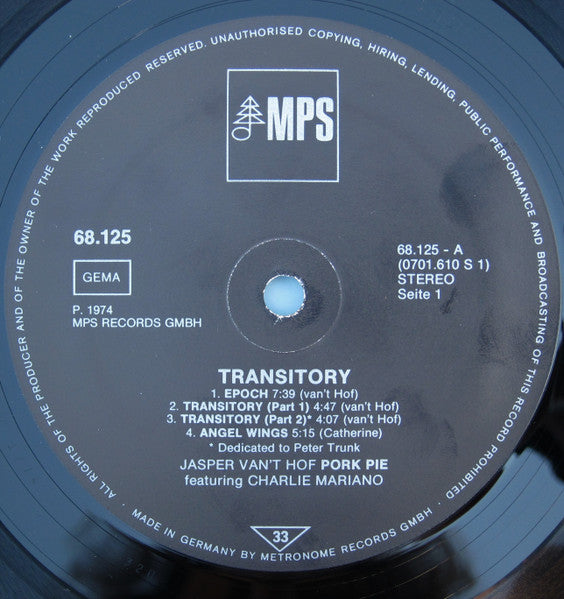 ALL RIGHTS OF THE PRODUCER AND OF THE OWNER OF THE WORK REPRODUCED RESERVED. UNAUTHORISED COPYING, HIRING, LENDING, PUBLIC PERFORMANCE AND BROADCASTING OF THIS RECORD PROHIBITED
MPS
68.125
GEMA
P. 1974
MPS RECORDS GMBH
68.125 - A
(0701.610 S 1)
STEREO
Seite 1
TRANSITORY
1. EPOCH 7:39 (van't Hof)
2. TRANSITORY (Part 1) 4:47 (van't Hof)
3. TRANSITORY (Part 2)* 4:07 (van't Hof)
4. ANGEL WINGS 5:15 (Catherine)
* Dedicated to Peter Trunk
JASPER VAN'T HOF PORK PIE
featuring CHARLIE MARIANO
33
MADE IN GERMANY BY METRONOME RECORDS GMBH